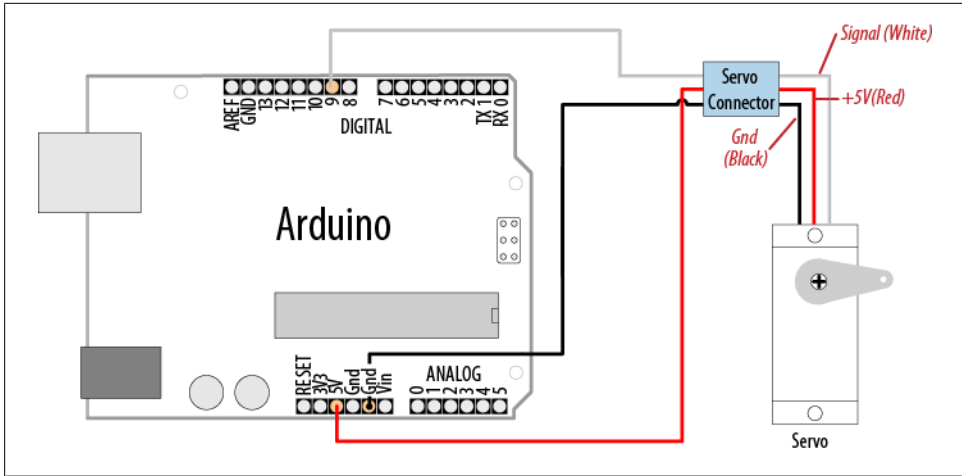 Signal (White)
Servo
Connector
+5V(Red)
Gnd
(Black)
AREF
GND
13
12
11
10
9
8
7
6
5
4
3
2
TX 1
RX 0
DIGITAL
Arduino
RESET
3V3
5V
Gnd
Gnd
Vin
ANALOG
0
1
2
3
4
5
Servo